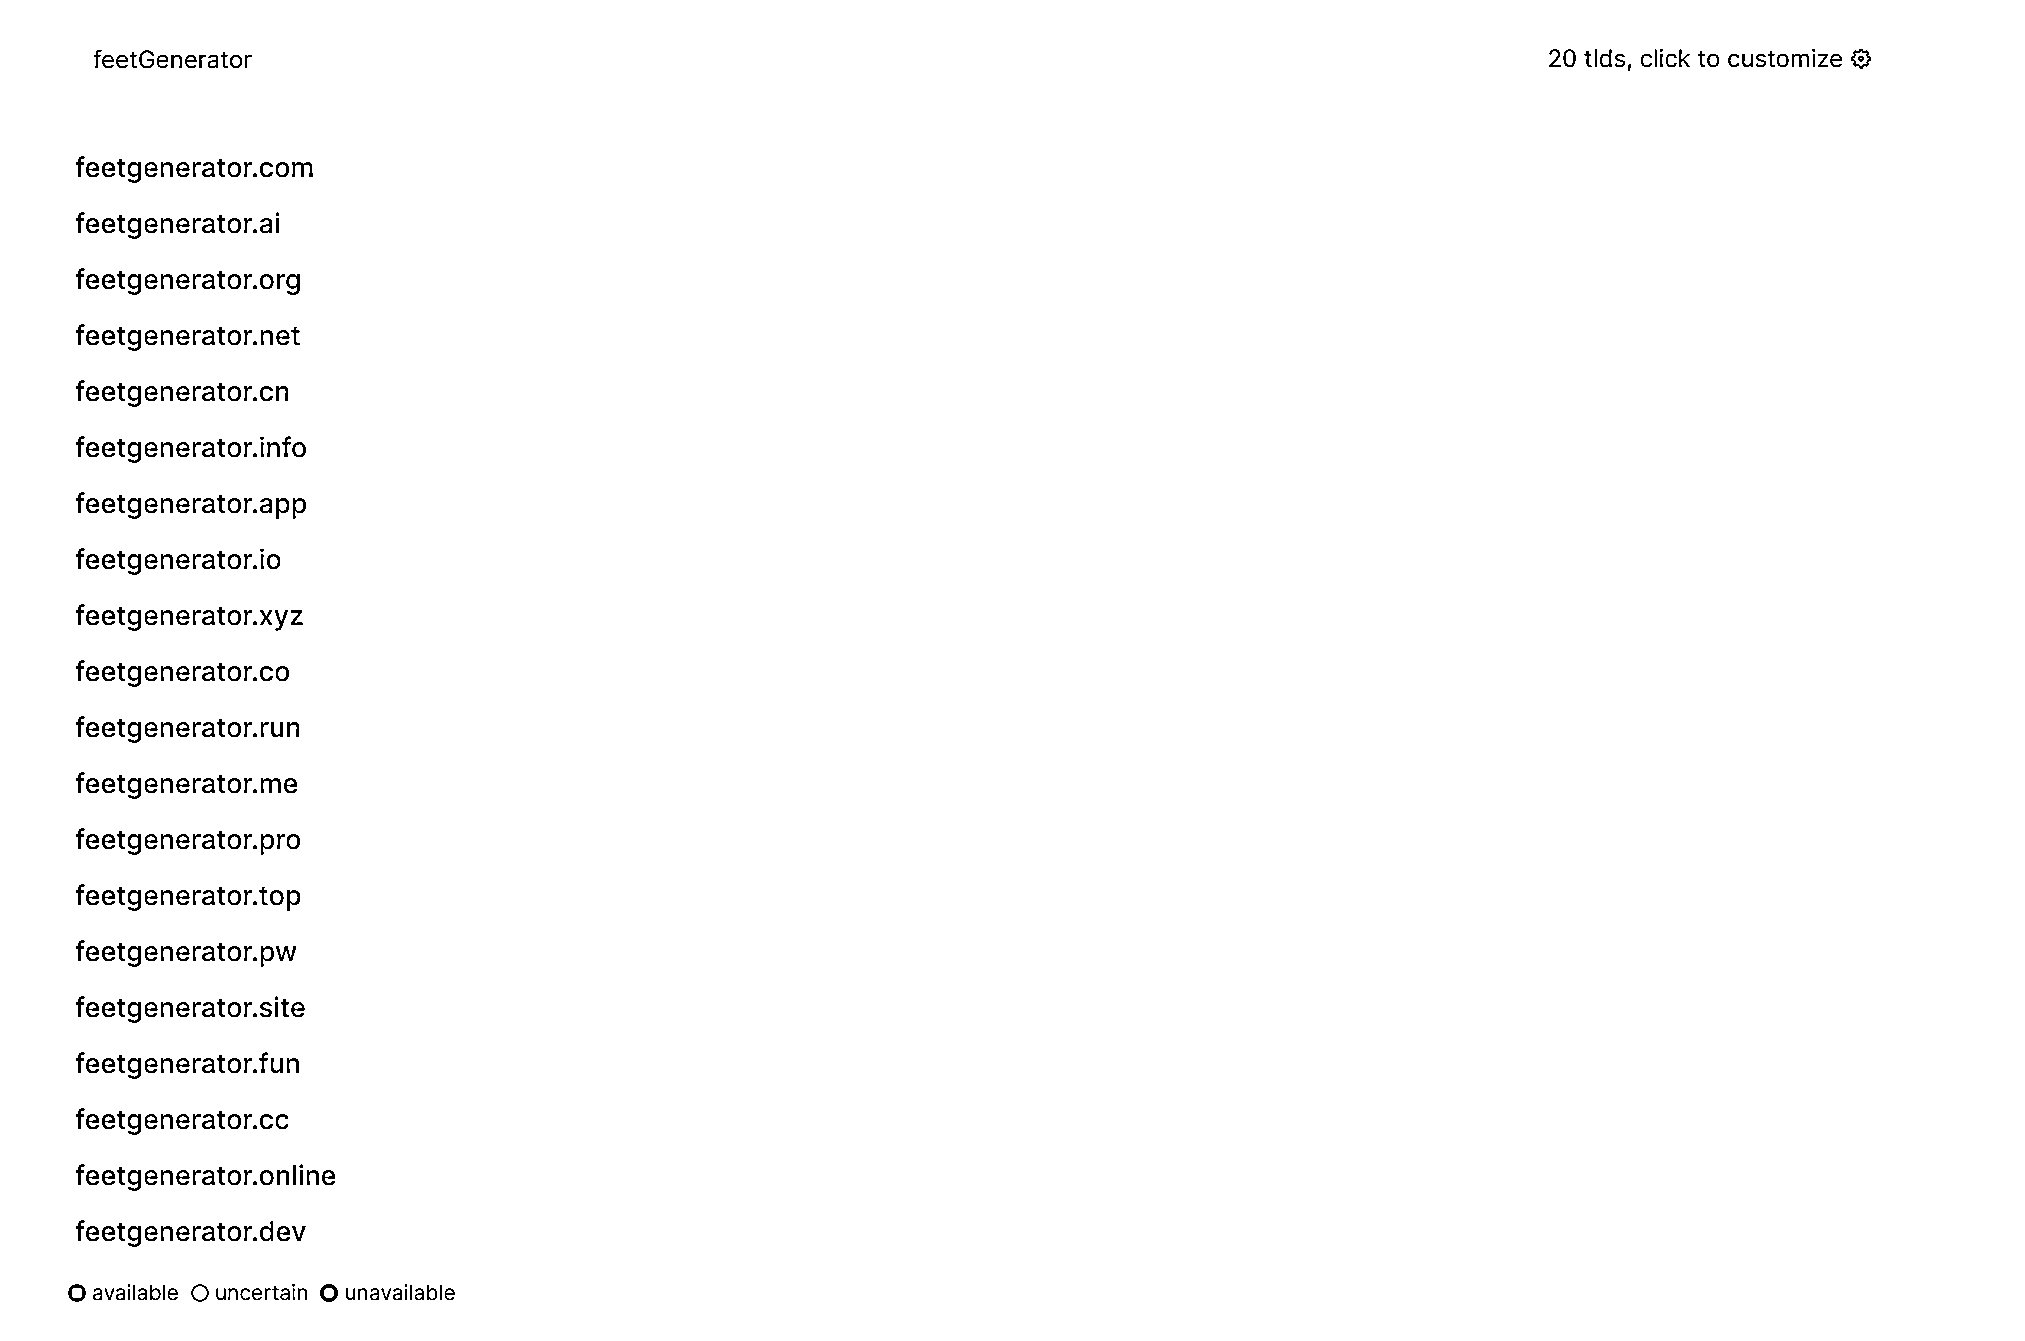 feetGenerator
20 tlds, click to customize
feetgenerator.com
feetgenerator.ai
feetgenerator.org
feetgenerator.net
feetgenerator.cn
feetgenerator.info
feetgenerator.app
feetgenerator.io
feetgenerator.xyz
feetgenerator.co
feetgenerator.run
feetgenerator.me
feetgenerator.pro
feetgenerator.top
feetgenerator.pw
feetgenerator.site
feetgenerator.fun
feetgenerator.cc
feetgenerator.online
feetgenerator.dev
available uncertain unavailable